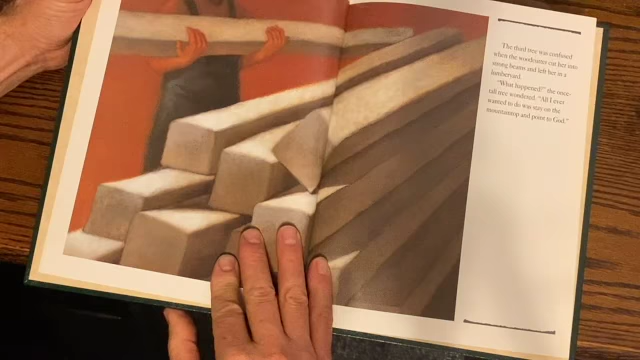 The third tree was confused
when the woodcutter cut her into
strong beams and left her in a
lumberyard.
"What happened?" the once-
tall tree wondered. "All I ever
wanted to do was stay on the
mountaintop and point to God."